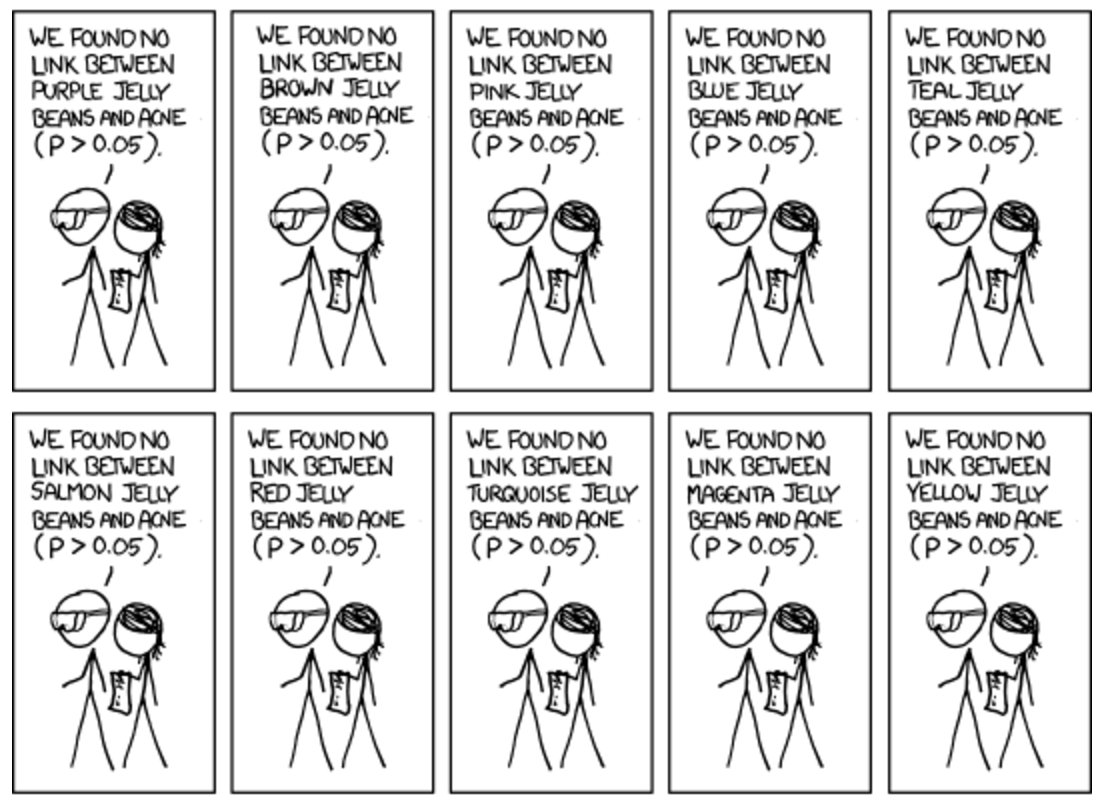 WE FOUND NO
LINK BETWEEN
PURPLE JELLY
BEANS AND ACNE
(P > 0.05).
WE FOUND NO
LINK BETWEEN
BROWN JELLY
BEANS AND ACNE
(P > 0.05).
WE FOUND NO
LINK BETWEEN
PINK JELLY
BEANS AND ACNE
(P > 0.05).
WE FOUND NO
LINK BETWEEN
BLUE JELLY
BEANS AND ACNE
(P > 0.05).
WE FOUND NO
LINK BETWEEN
TEAL JELLY
BEANS AND ACNE
(P > 0.05).
WE FOUND NO
LINK BETWEEN
SALMON JELLY
BEANS AND ACNE
(P > 0.05).
WE FOUND NO
LINK BETWEEN
RED JELLY
BEANS AND ACNE
(P > 0.05).
WE FOUND NO
LINK BETWEEN
TURQUOISE JELLY
BEANS AND ACNE
(P > 0.05).
WE FOUND NO
LINK BETWEEN
MAGENTA JELLY
BEANS AND ACNE
(P > 0.05).
WE FOUND NO
LINK BETWEEN
YELLOW JELLY
BEANS AND ACNE
(P > 0.05).